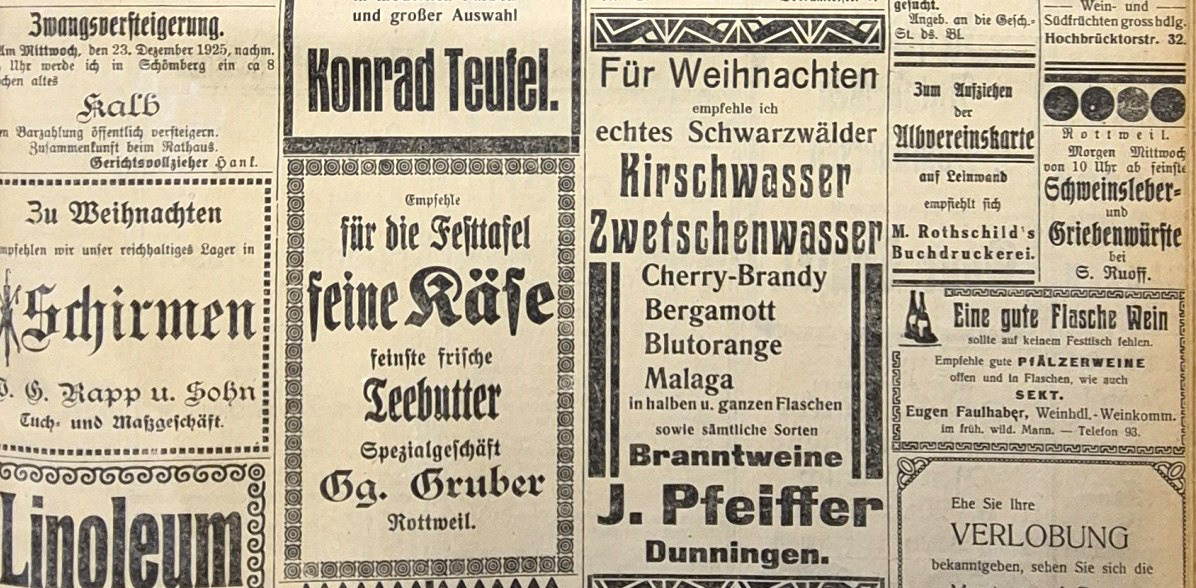 Zwangsversteigerung.
Am Mittwoch, den 23. Dezember 1925, nachm.
Uhr werde ich in Schömberg ein ca 8
altes
Kalb
Barzahlung öffentlich versteigern.
Zusammenkunft beim Rathaus.
Gerichtsvollzieher Hank.
Zu Weihnachten
empfehlen wir unser reichhaltiges Lager in
Schirmen
J. G. Rapp u. Sohn
Tuch- und Maßgeschäft.
Linoleum
und großer Auswahl
Konrad Teufel.
Empfehle
für die Festtafel
feine Käse
feinste frische
Teebutter
Spezialgeschäft
Gg. Gruber
Rottweil.
Für Weihnachten
empfehle ich
echtes Schwarzwälder
Kirschwasser
Zwetschenwasser
Cherry-Brandy
Bergamott
Blutorange
Malaga
in halben u. ganzen Flaschen
sowie sämtliche Sorten
Branntweine
J. Pfeiffer
Dunningen.
gesucht.
Angeb. an die Gesch.-
St. ds. Bl.
Zum Aufziehen
der
Albvereinskarte
auf Leinwand
empfiehlt sich
M. Rothschild's
Buchdruckerei.
Wein- und
Südfrüchten grosshdlg.
Hochbrücktorstr. 32.
Rottweil.
Morgen Mittwoch
von 10 Uhr ab feinste
Schweinsleber-
und
Griebenwürste
bei
S. Ruoff.
Eine gute Flasche Wein
sollte auf keinem Festtisch fehlen.
Empfehle gute PFÄLZERWEINE
offen und in Flaschen, wie auch
SEKT.
Eugen Faulhaber, Weinhdl.-Weinkomm.
im früh. wild. Mann. — Telefon 93.
Ehe Sie Ihre
VERLOBUNG
bekanntgeben, sehen Sie sich die